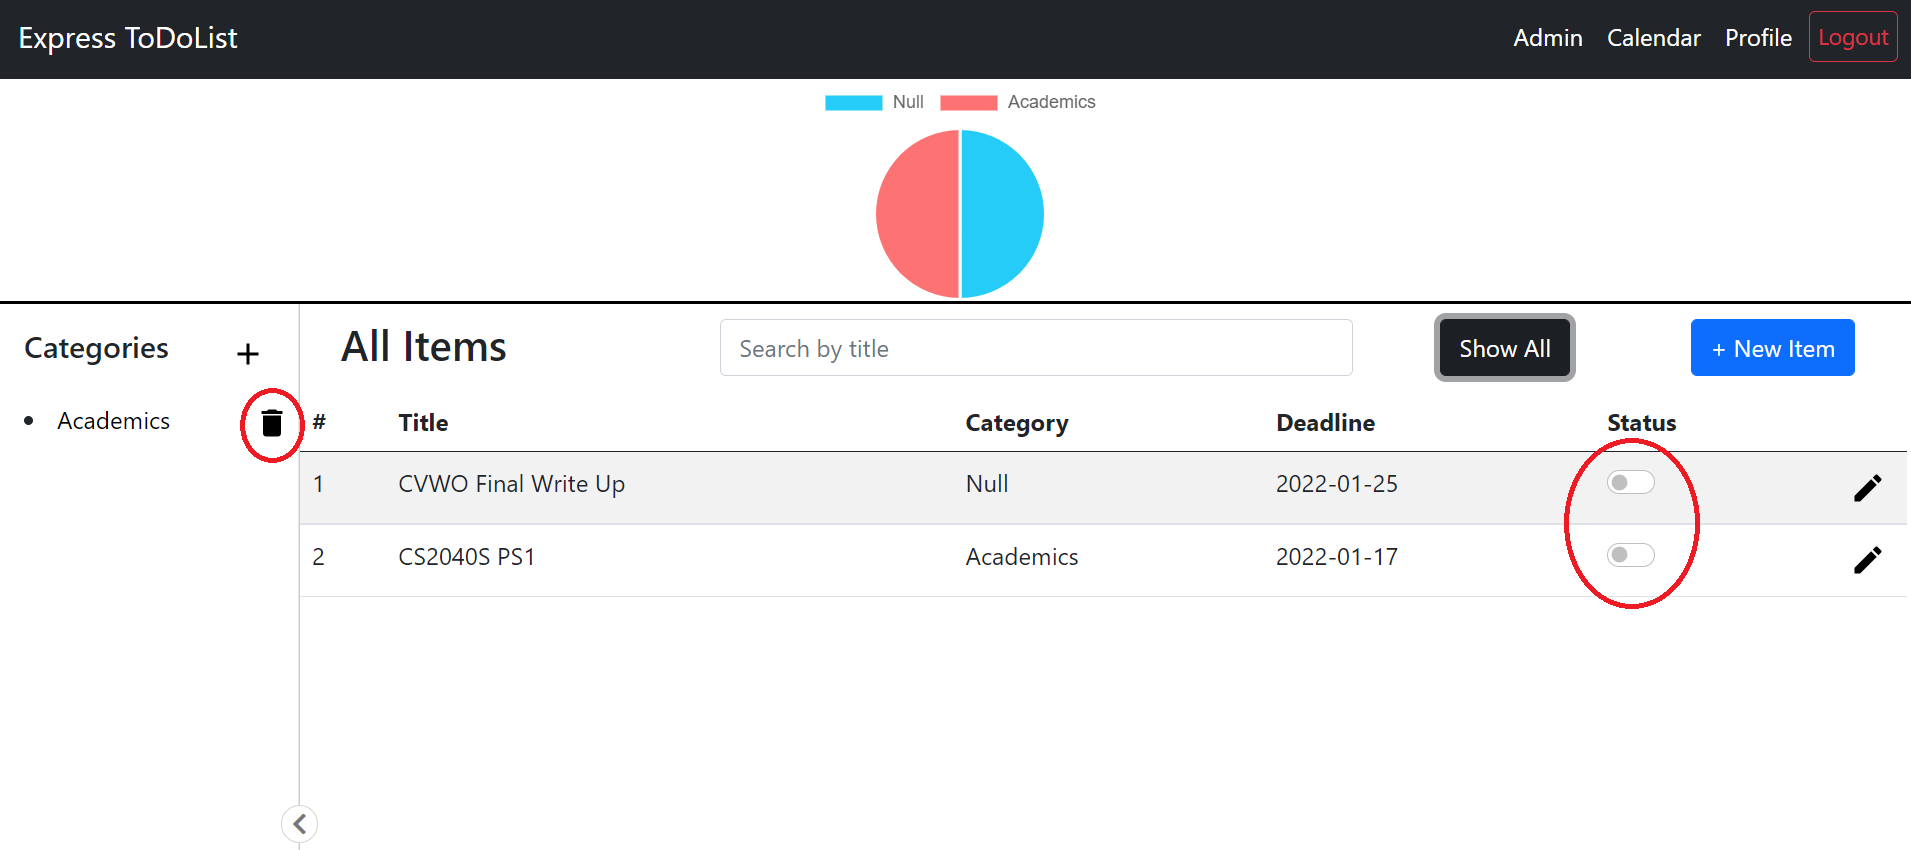 Express ToDoList
Admin Calendar Profile Logout
Null Academics
Categories +
Academics
All Items
Search by title
Show All
+ New Item
# Title Category Deadline Status
1 CVWO Final Write Up Null 2022-01-25
2 CS2040S PS1 Academics 2022-01-17